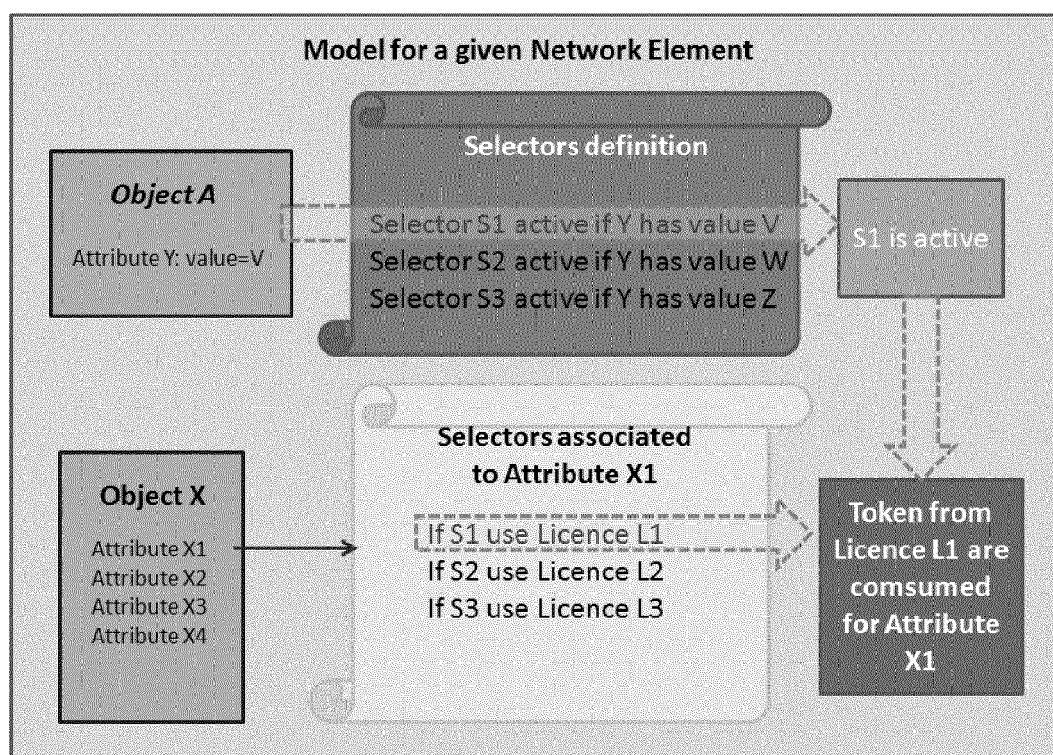 Model for a given Network Element
Selectors definition
Object A
Attribute Y: value=V
Selector S1 active if Y has value V
Selector S2 active if Y has value W
Selector S3 active if Y has value Z
S1 is active
Selectors associated
to Attribute X1
Object X
Attribute X1
Attribute X2
Attribute X3
Attribute X4
If S1 use Licence L1
If S2 use Licence L2
If S3 use Licence L3
Token from
Licence L1 are
comsumed
for Attribute
X1